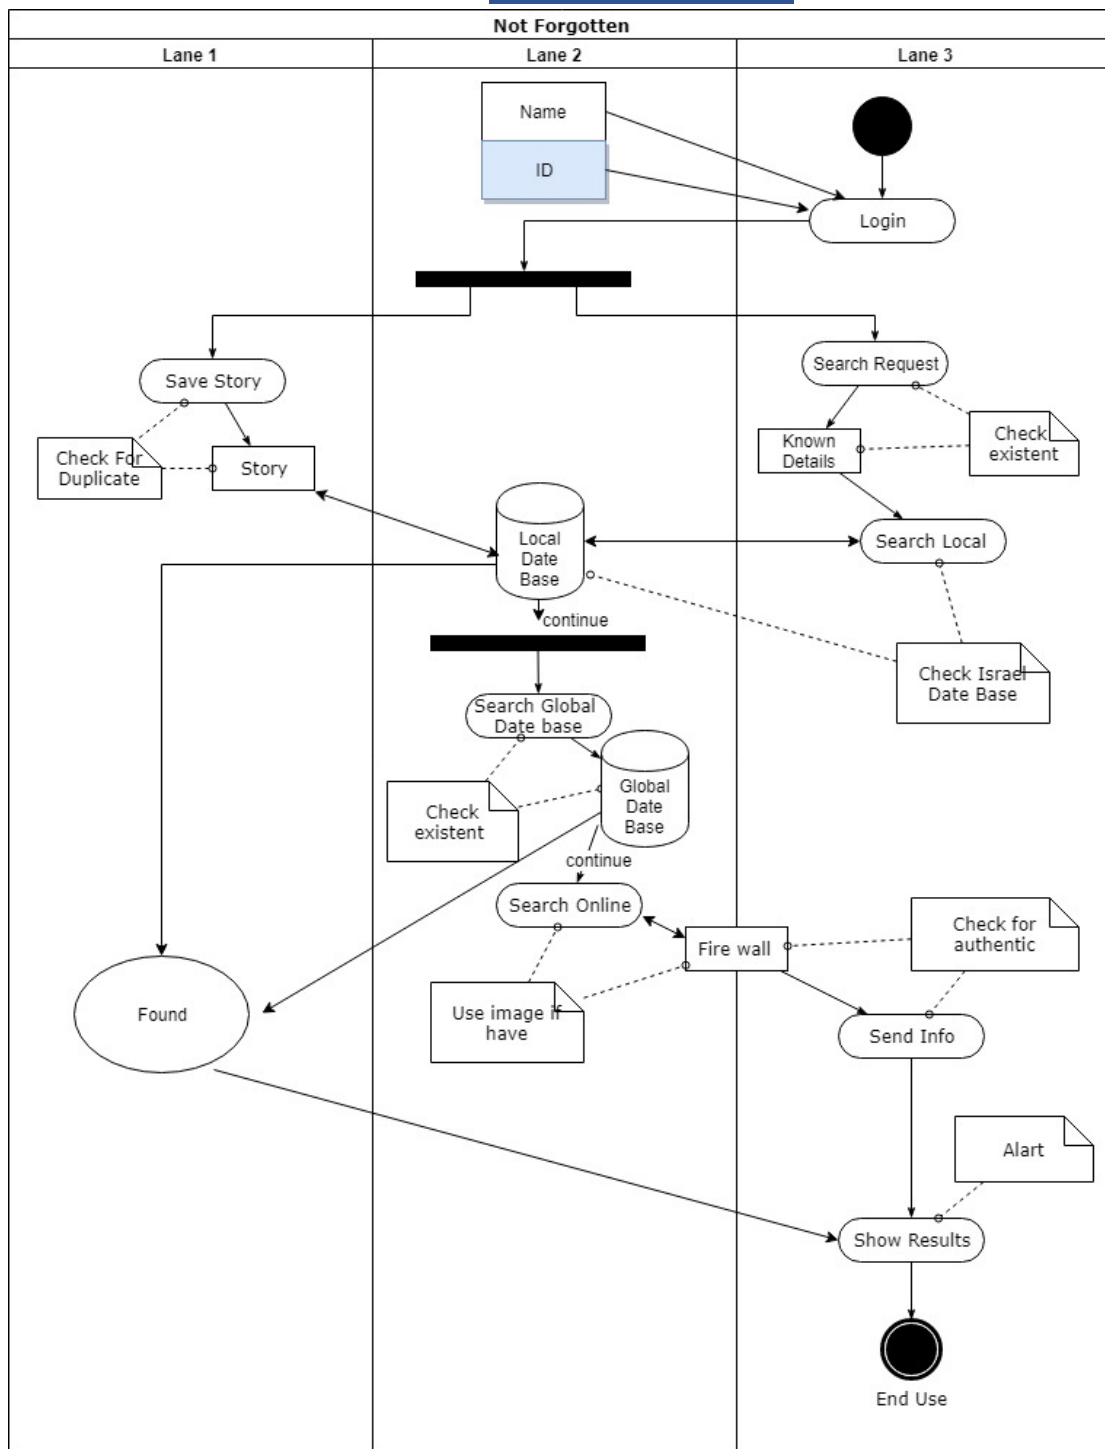 Not Forgotten
Lane 1
Lane 2
Lane 3
Name
ID
Login
Save Story
Search Request
Check For
Duplicate
Story
Known
Details
Check
existent
Local
Date
Base
Search Local
continue
Check Israel
Date Base
Search Global
Date base
Global
Date
Base
Check
existent
continue
Search Online
Fire wall
Check for
authentic
Use image if
have
Found
Send Info
Alart
Show Results
End Use